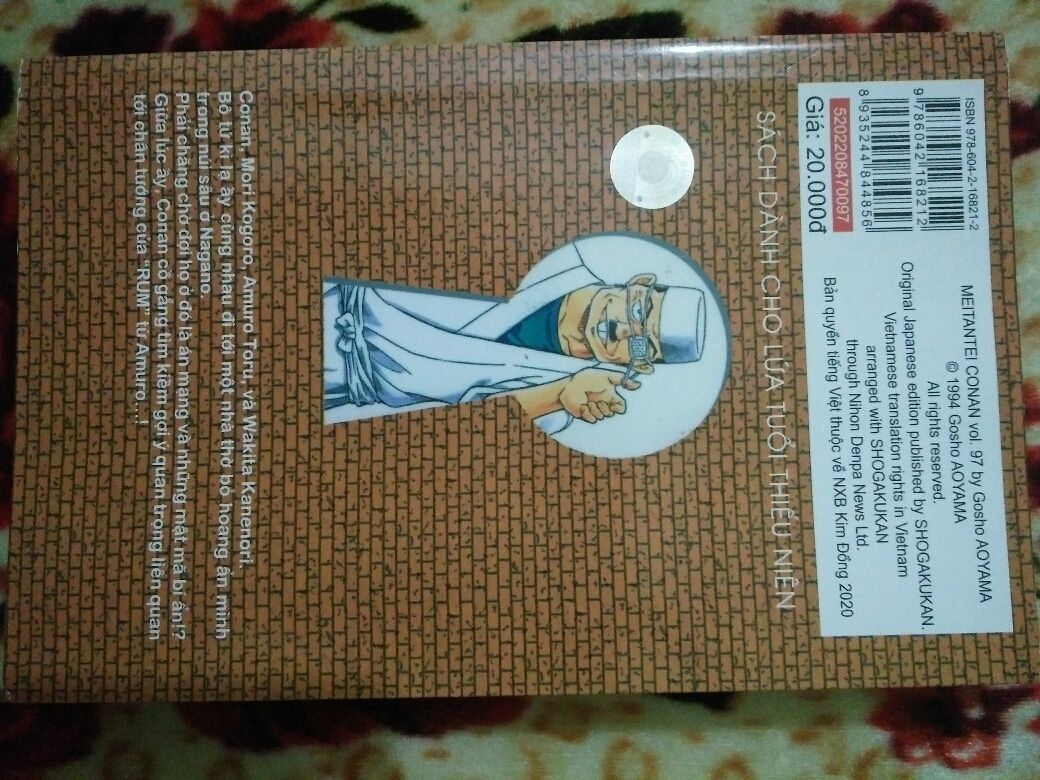 Conan, Mori Kogoro, Amuro Toru, và Wakita Kanenori.
Bộ tứ kì lạ ấy cùng nhau đi tới một nhà thờ bỏ hoang ẩn mình
trong núi sâu ở Nagano.
Phải chăng chờ đợi họ ở đó là án mạng và những mật mã bí ẩn!?
Giữa lúc ấy, Conan cố gắng tìm kiếm gợi ý quan trọng liên quan
tới chân tướng của "RUM" từ Amuro...!
SÁCH DÀNH CHO LỨA TUỔI THIẾU NIÊN
ISBN 978-604-2-16821-2
9 786042 168212
8 935244 844856
5202208470097
Giá: 20.000đ
MEITANTEI CONAN vol. 97 by Gosho AOYAMA
© 1994 Gosho AOYAMA
All rights reserved.
Original Japanese edition published by SHOGAKUKAN.
Vietnamese translation rights in Vietnam
arranged with SHOGAKUKAN
through Nihon Denpa News Ltd.
Bản quyền tiếng Việt thuộc về NXB Kim Đồng 2020